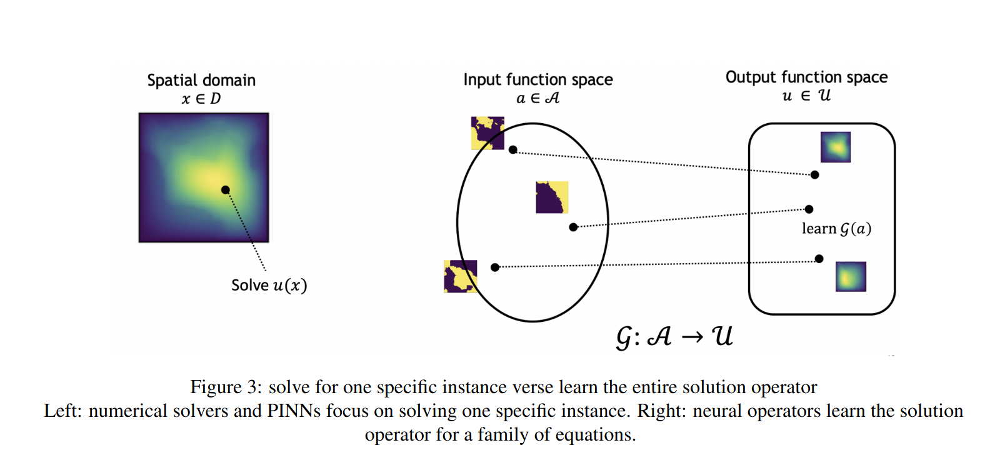 Spatial domain
x ∈ D
Solve u(x)
Input function space
a ∈ 𝒜
Output function space
u ∈ 𝒰
learn 𝒢(a)
𝒢: 𝒜 → 𝒰
Figure 3: solve for one specific instance verse learn the entire solution operator
Left: numerical solvers and PINNs focus on solving one specific instance. Right: neural operators learn the solution
operator for a family of equations.